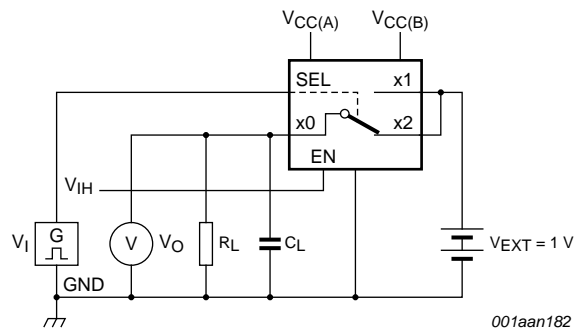 VCC(A)
VCC(B)
SEL
x1
x0
x2
EN
VIH
VI
G
V
VO
RL
CL
VEXT = 1 V
GND
001aan182